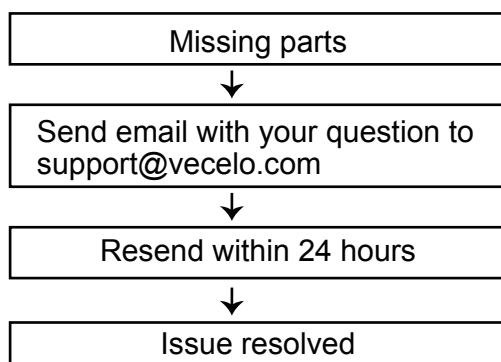 Missing parts
Send email with your question to
support@vecelo.com
Resend within 24 hours
Issue resolved